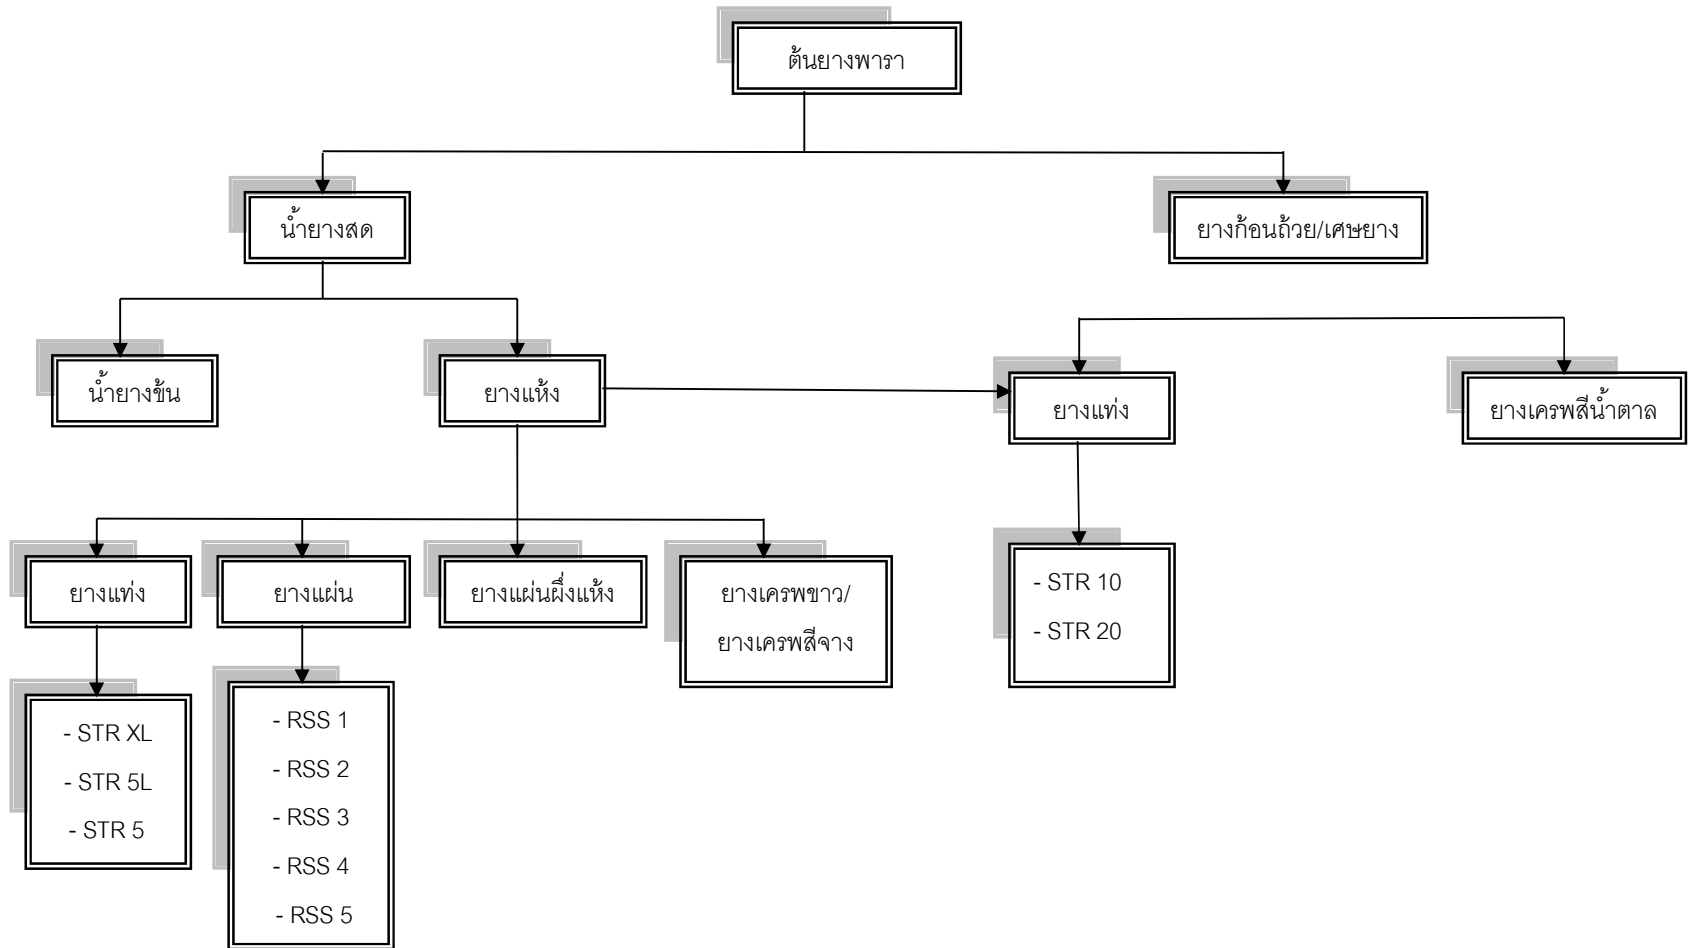 ต้นยางพารา
น้ำยางสด
ยางก้อนถ้วย/เศษยาง
น้ำยางข้น
ยางแห้ง
ยางแท่ง
ยางเครพสีน้ำตาล
ยางแท่ง
ยางแผ่น
ยางแผ่นผึ่งแห้ง
ยางเครพขาว/
ยางเครพสีจาง
- STR 10
- STR 20
- STR XL
- STR 5L
- STR 5
- RSS 1
- RSS 2
- RSS 3
- RSS 4
- RSS 5